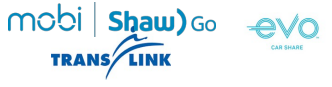 mobi | Shaw) Go
evo
CAR SHARE
TRANS LINK